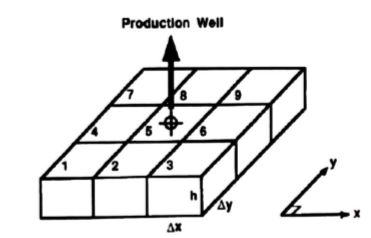 Production Well
7 8 9
4 5 6
1 2 3
h Δy
Δx
y
x